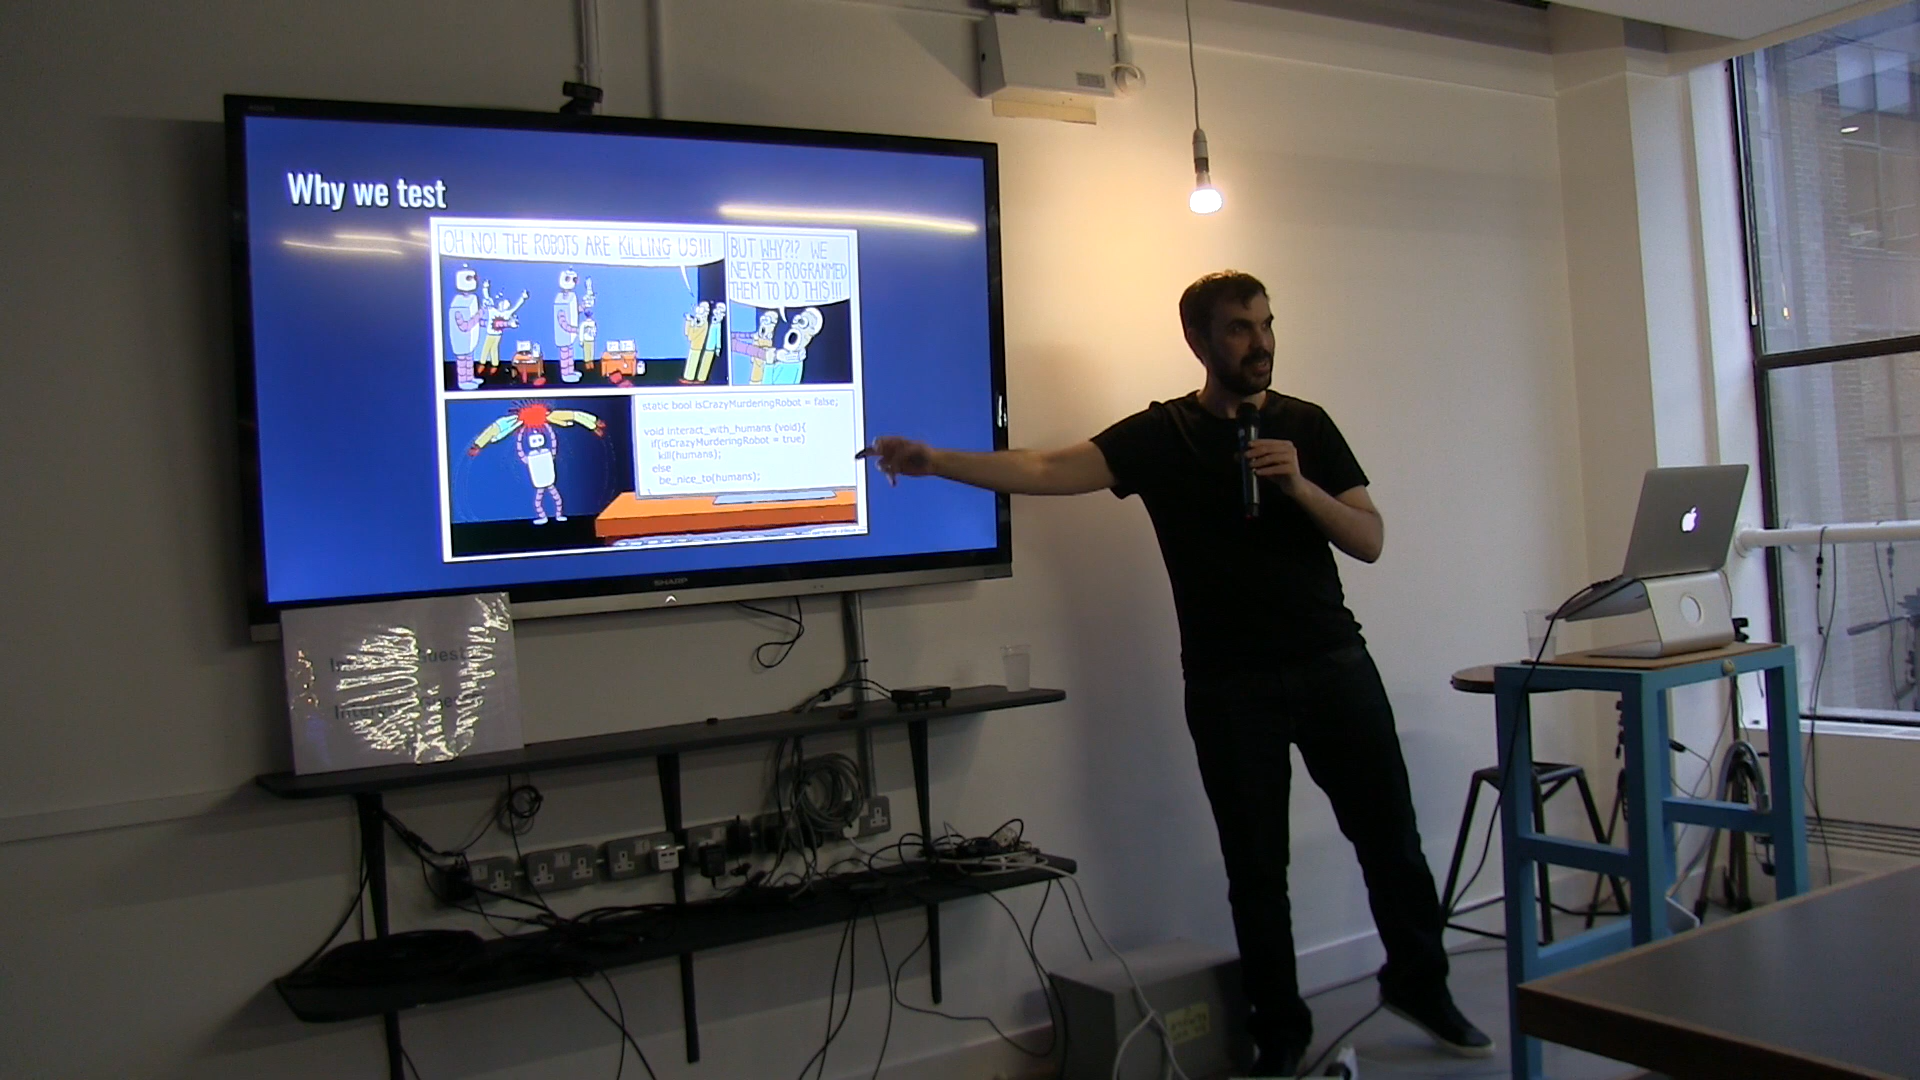 Why we test
OH NO! THE ROBOTS ARE KILLING US!!!
BUT WHY?!? WE
NEVER PROGRAMMED
THEM TO DO THIS!!!
static bool isCrazyMurderingRobot = false;
void interact_with_humans (void){
if(isCrazyMurderingRobot = true)
kill(humans);
else
be_nice_to(humans);
}
SHARP